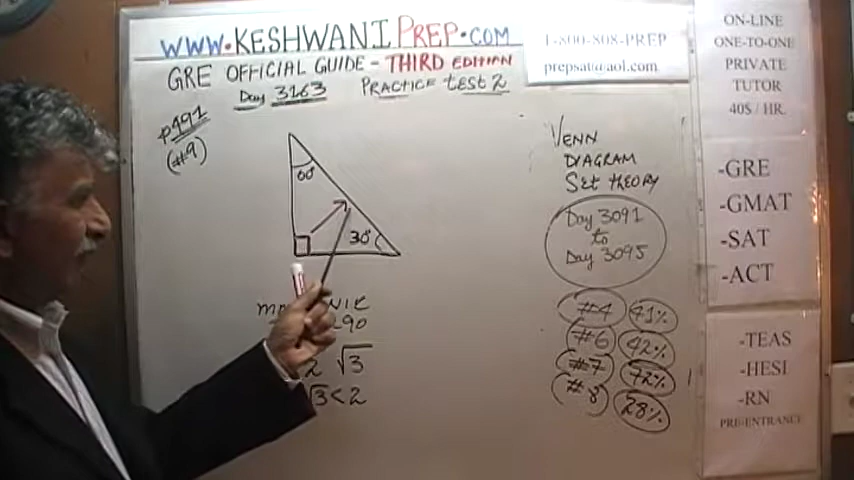 WWW.KESHWANIPREP.COM
GRE OFFICIAL GUIDE - THIRD EDITION
Day 3163 PRACTICE test 2
p491
(#9)
60°
30°
90
2 √3
√3 < 2
1-800-808-PREP
prepsat@aol.com
VENN
DIAGRAM
Set theory
Day 3091
to
Day 3095
#4 71%
#6 42%
#7 72%
#8 28%
ON-LINE
ONE-TO-ONE
PRIVATE
TUTOR
40$ / HR.
-GRE
-GMAT
-SAT
-ACT
-TEAS
-HESI
-RN
PRE-ENTRANCE